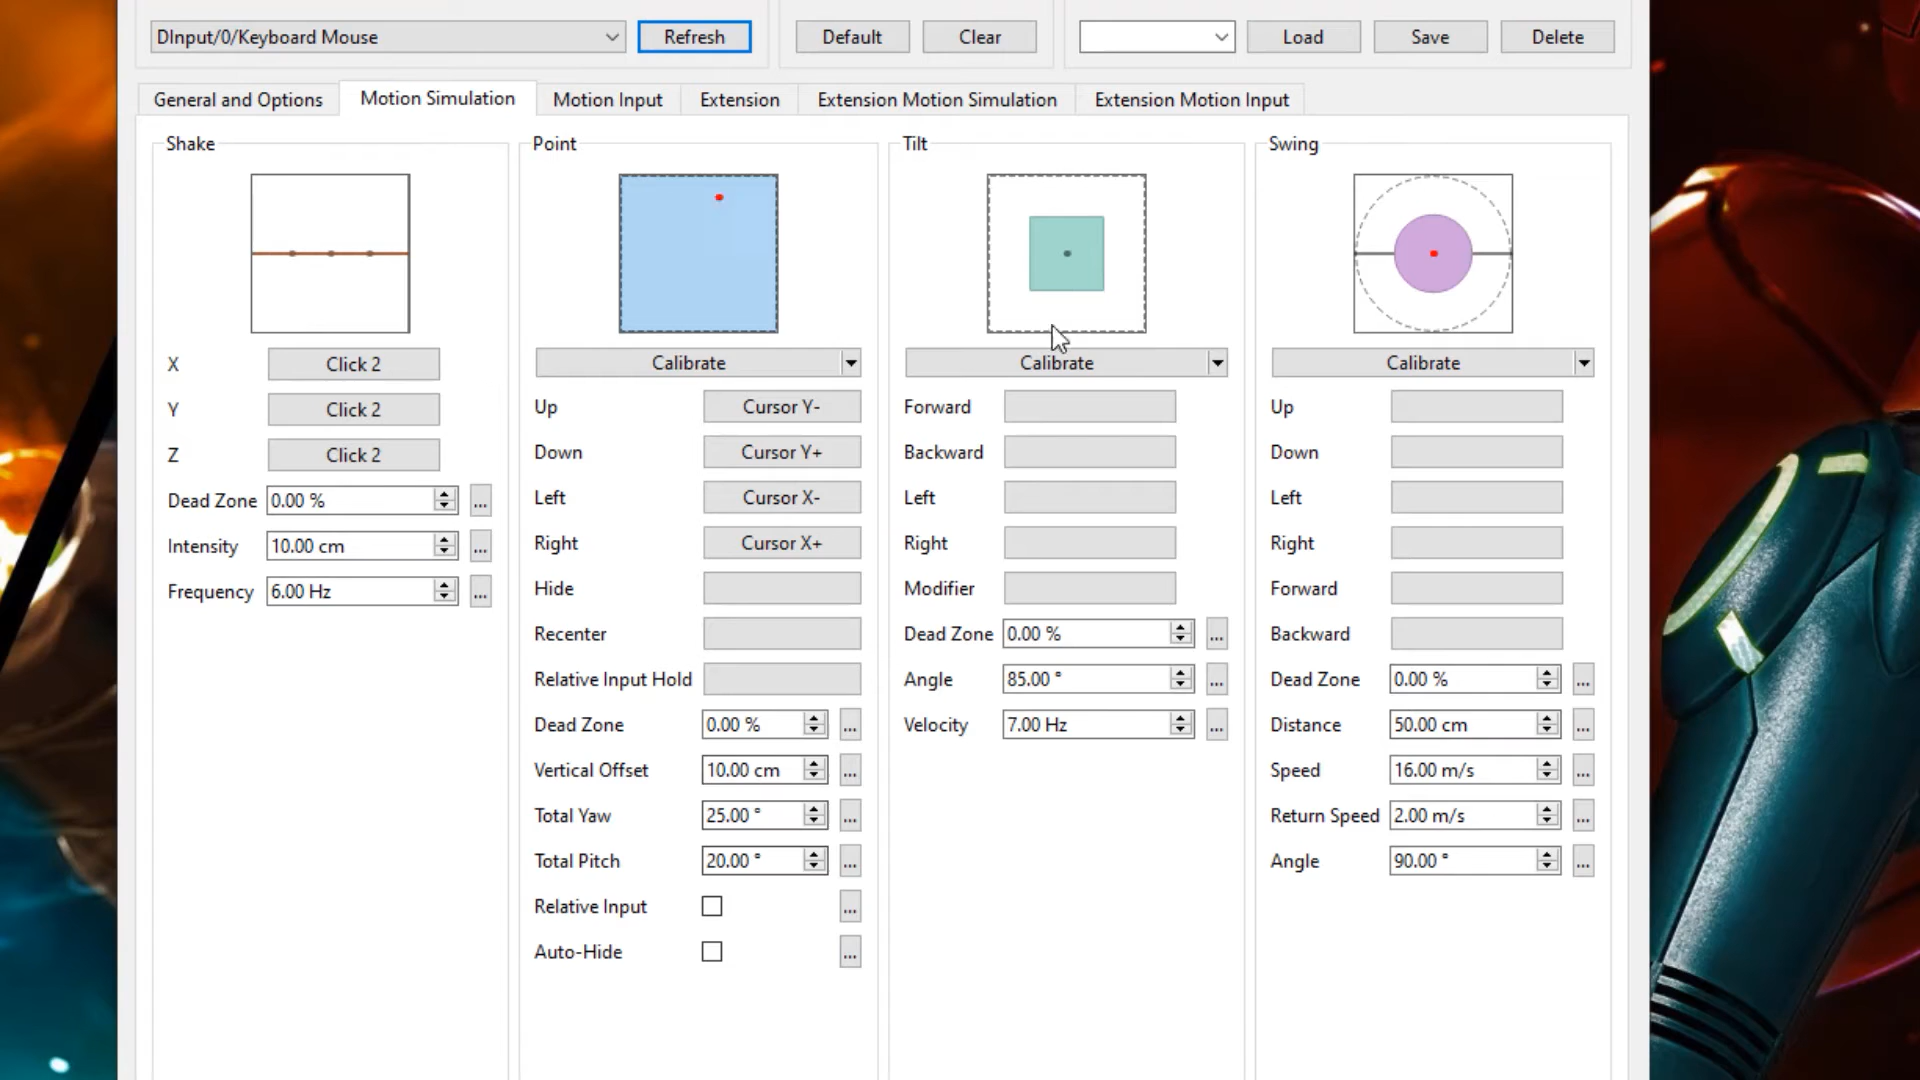 DInput/0/Keyboard Mouse
Refresh
Default
Clear
Load
Save
Delete
General and Options
Motion Simulation
Motion Input
Extension
Extension Motion Simulation
Extension Motion Input
Shake
X
Click 2
Y
Click 2
Z
Click 2
Dead Zone
0.00 %
...
Intensity
10.00 cm
...
Frequency
6.00 Hz
...
Point
Calibrate
Up
Cursor Y-
Down
Cursor Y+
Left
Cursor X-
Right
Cursor X+
Hide
Recenter
Relative Input Hold
Dead Zone
0.00 %
...
Vertical Offset
10.00 cm
...
Total Yaw
25.00 °
...
Total Pitch
20.00 °
...
Relative Input
...
Auto-Hide
...
Tilt
Calibrate
Forward
Backward
Left
Right
Modifier
Dead Zone
0.00 %
...
Angle
85.00 °
...
Velocity
7.00 Hz
...
Swing
Calibrate
Up
Down
Left
Right
Forward
Backward
Dead Zone
0.00 %
...
Distance
50.00 cm
...
Speed
16.00 m/s
...
Return Speed
2.00 m/s
...
Angle
90.00 °
...